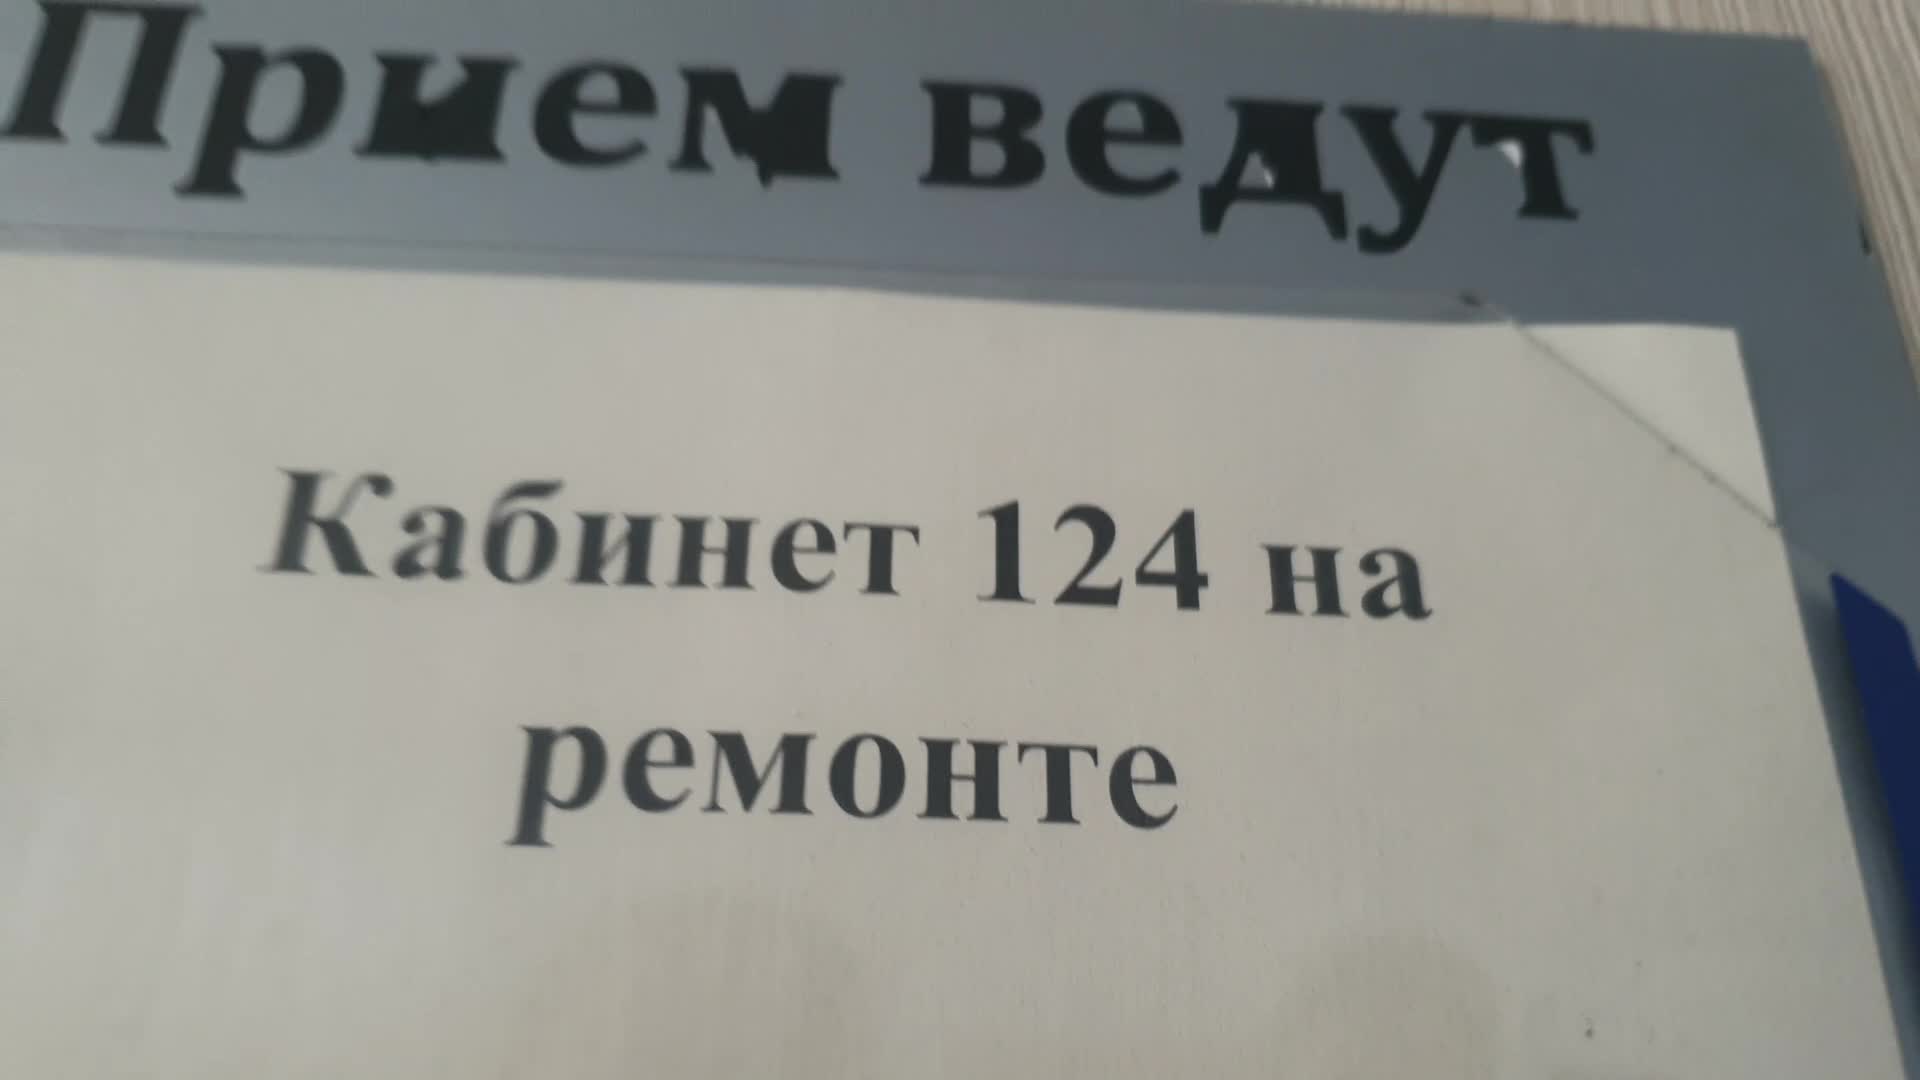 Прием ведут
Кабинет 124 на
ремонте